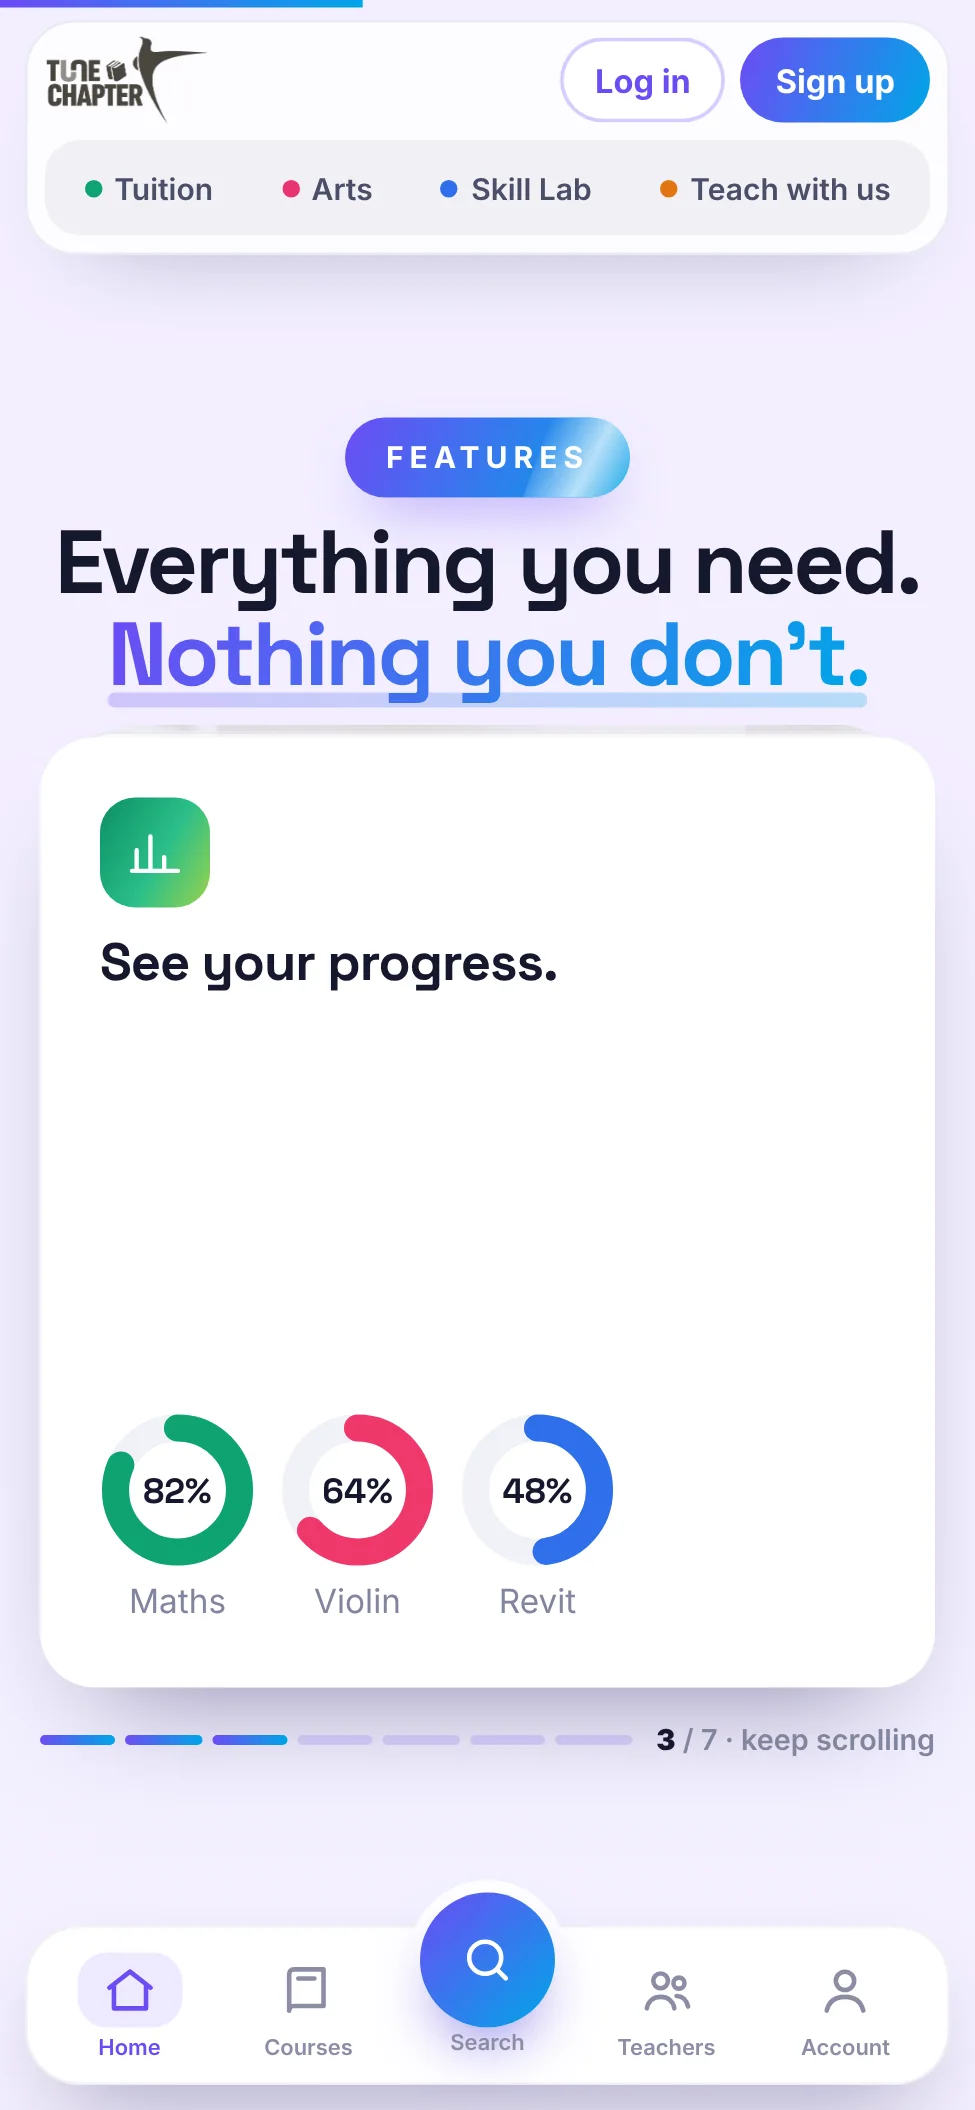 TUNE
CHAPTER
Log in
Sign up
Tuition
Arts
Skill Lab
Teach with us
FEATURES
Everything you need.
Nothing you don’t.
See your progress.
82%
64%
48%
Maths
Violin
Revit
3 / 7 · keep scrolling
Home
Courses
Search
Teachers
Account